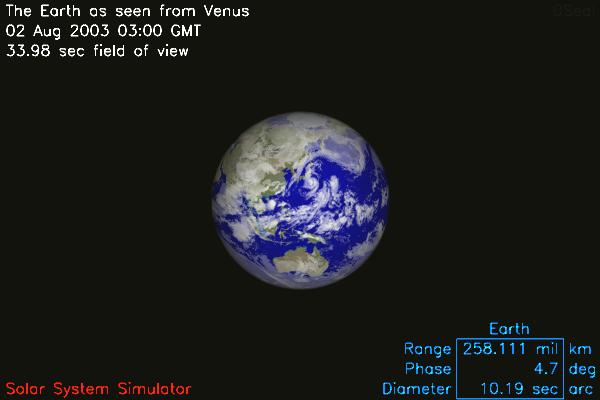 The Earth as seen from Venus
02 Aug 2003 03:00 GMT
33.98 sec field of view
Earth
Range 258.111 mil km
Phase 4.7 deg
Diameter 10.19 sec arc
Solar System Simulator